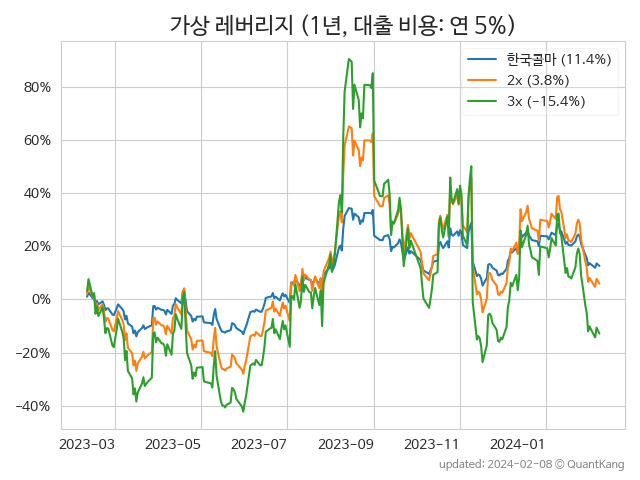 가상 레버리지 (1년, 대출 비용: 연 5%)
한국콜마 (11.4%)
2x (3.8%)
3x (−15.4%)
80%
60%
40%
20%
0%
−20%
−40%
2023-03 2023-05 2023-07 2023-09 2023-11 2024-01
updated: 2024-02-08 © QuantKang